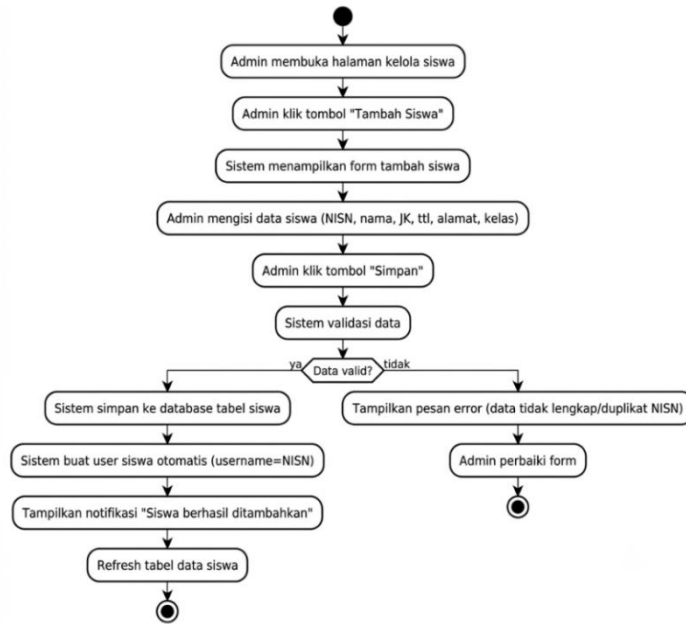 Admin membuka halaman kelola siswa
Admin klik tombol "Tambah Siswa"
Sistem menampilkan form tambah siswa
Admin mengisi data siswa (NISN, nama, JK, ttl, alamat, kelas)
Admin klik tombol "Simpan"
Sistem validasi data
ya
Data valid?
tidak
Sistem simpan ke database tabel siswa
Sistem buat user siswa otomatis (username=NISN)
Tampilkan notifikasi "Siswa berhasil ditambahkan"
Refresh tabel data siswa
Tampilkan pesan error (data tidak lengkap/duplikat NISN)
Admin perbaiki form